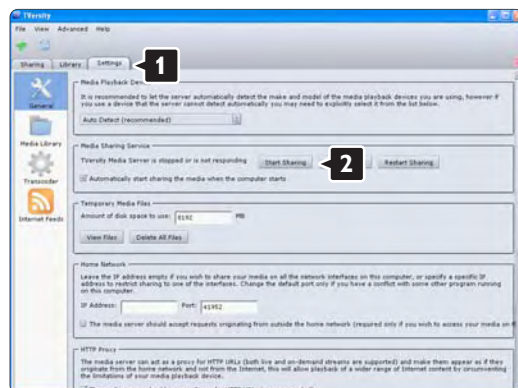 TVersity
File View Advanced Help
Sharing Library Settings
1
General
Media Library
Transcoder
Internet Feeds
Media Playback
It is recommended to let the server automatically detect the make and model of the media playback devices you are using, however if
you use a device that the server cannot detect automatically you may need to explicitly select it from the list below.
Auto Detect (recommended)
Media Sharing Service
TVersity Media Server is stopped or is not responding Start Sharing 2 Restart Sharing
Automatically start sharing the media when the computer starts
Temporary Media Files
Amount of disk space to use: 8192 MB
View Files Delete All Files
Home Network
Leave the IP address empty if you wish to share your media on all the network interfaces on this computer, or specify a specific IP
address to restrict sharing to one of the interfaces. Change the default port only if you have a conflict with some other program running
on this computer.
IP Address: Port: 41952
The media server should accept requests originating from outside the home network (required only if you wish to access your media on
HTTP Proxy
The media server can act as a proxy for HTTP URLs (both live and on-demand streams are supported) and make them appear as if they
originate from the home network and not from the Internet, this will allow playback of a wider range of Internet content by circumventing
the limitations of your media playback device.